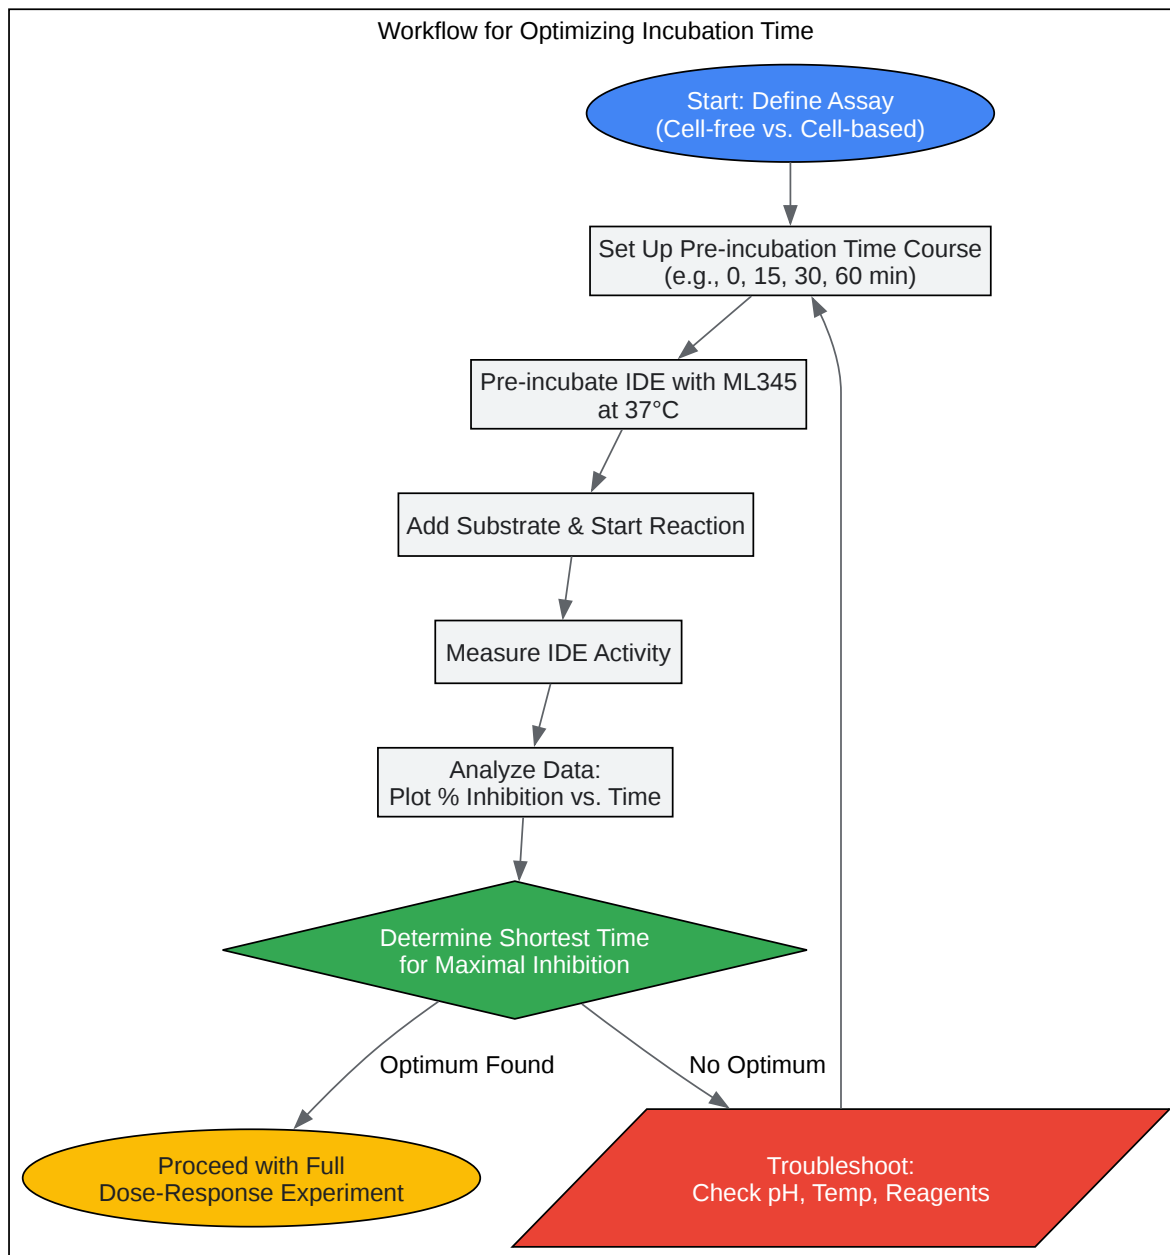 Workflow for Optimizing Incubation Time
Start: Define Assay
(Cell-free vs. Cell-based)
Set Up Pre-incubation Time Course
(e.g., 0, 15, 30, 60 min)
Pre-incubate IDE with ML345
at 37°C
Add Substrate & Start Reaction
Measure IDE Activity
Analyze Data:
Plot % Inhibition vs. Time
Determine Shortest Time
for Maximal Inhibition
Optimum Found
No Optimum
Proceed with Full
Dose-Response Experiment
Troubleshoot:
Check pH, Temp, Reagents